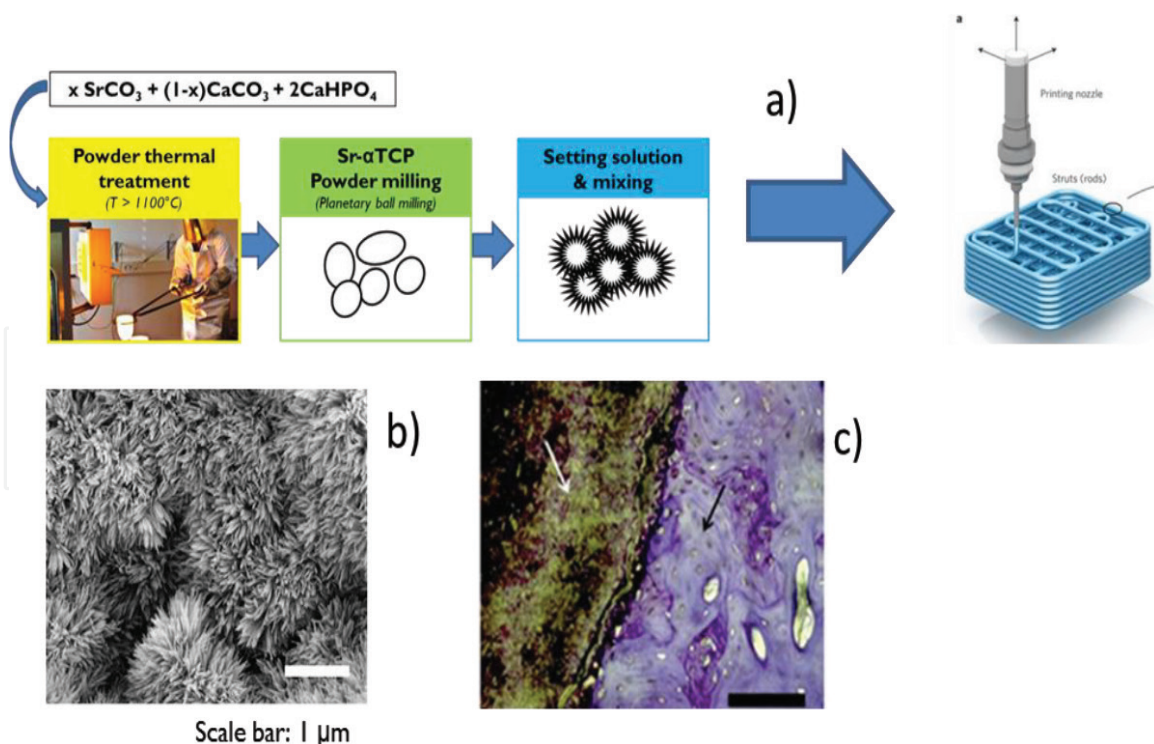 a
x SrCO₃ + (1-x)CaCO₃ + 2CaHPO₄
a)
Printing nozzle
Powder thermal
treatment
(T > 1100°C)
Sr-αTCP
Powder milling
(Planetary ball milling)
Setting solution
& mixing
Struts (rods)
b)
c)
Scale bar: 1 μm